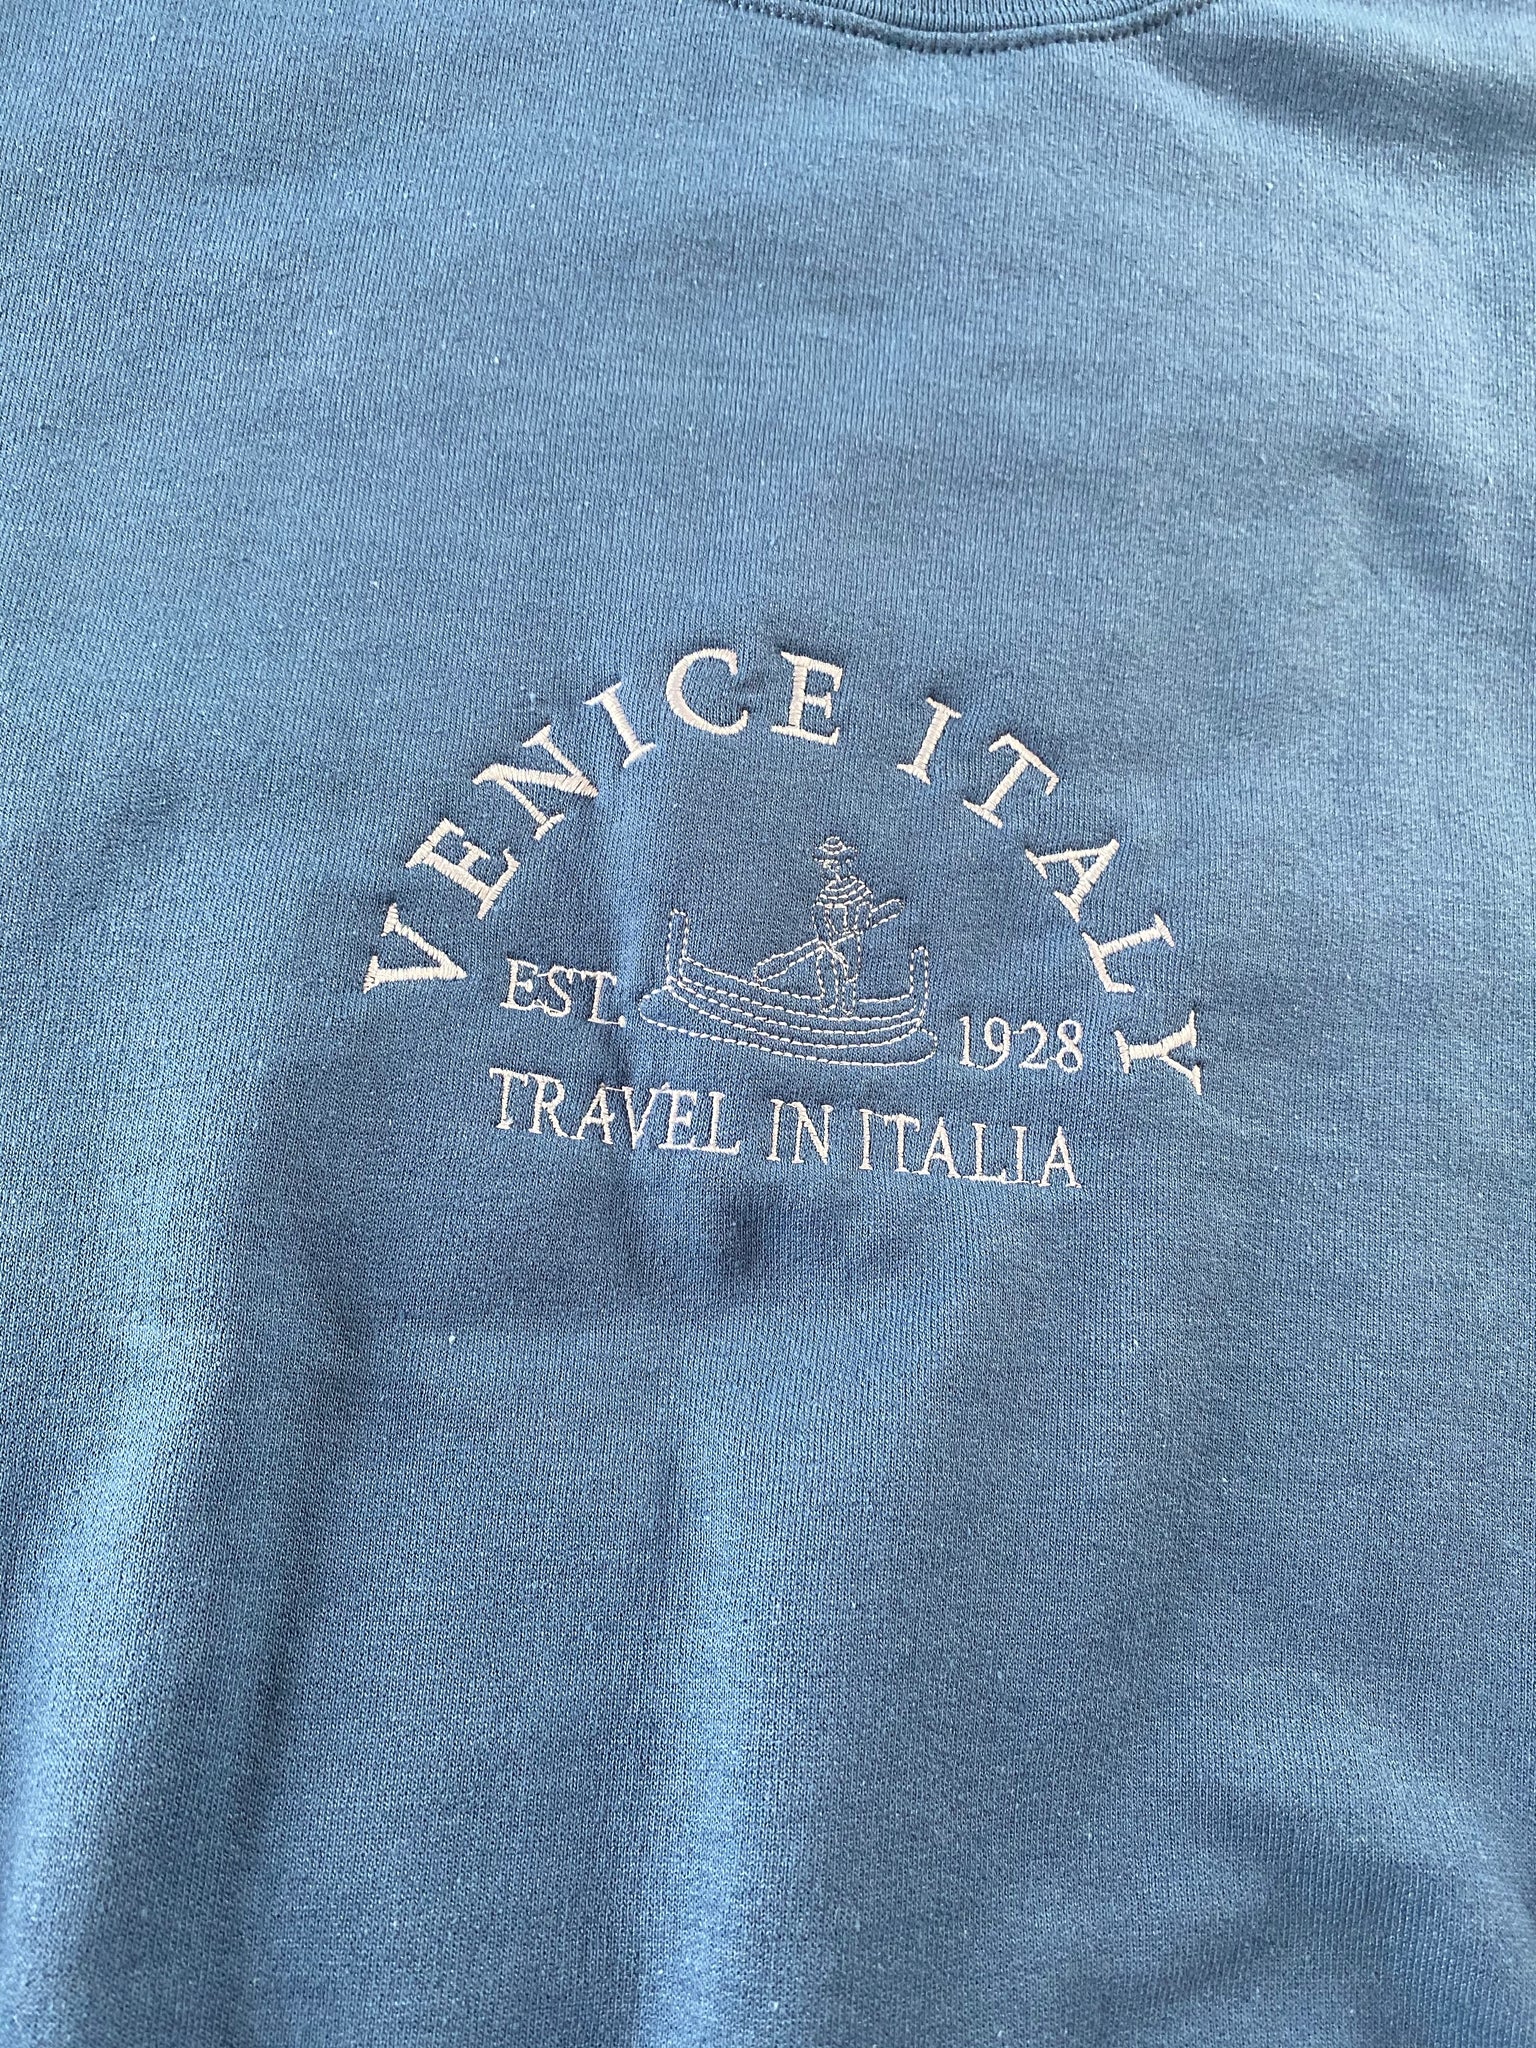 VENICE ITALY
EST. 1928
TRAVEL IN ITALIA